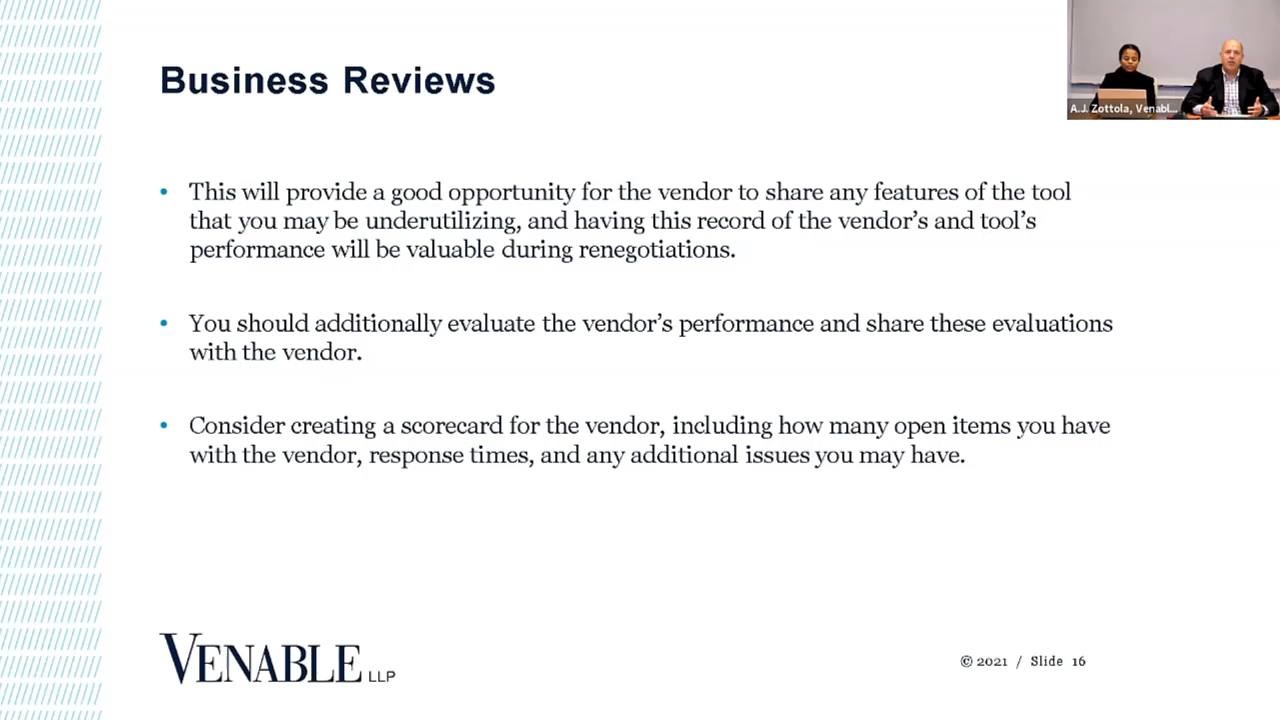 Business Reviews
A.J. Zottola, Venabl...
• This will provide a good opportunity for the vendor to share any features of the tool
that you may be underutilizing, and having this record of the vendor’s and tool’s
performance will be valuable during renegotiations.
• You should additionally evaluate the vendor’s performance and share these evaluations
with the vendor.
• Consider creating a scorecard for the vendor, including how many open items you have
with the vendor, response times, and any additional issues you may have.
VENABLE LLP
© 2021 / Slide 16